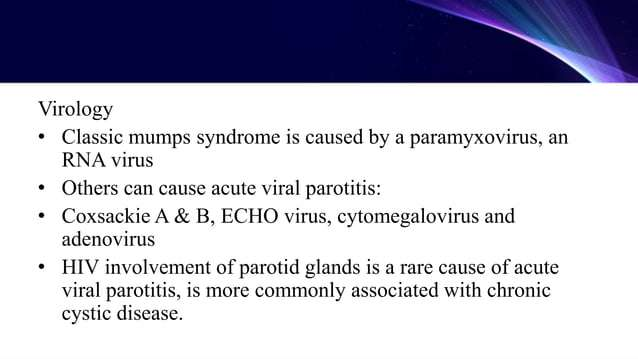 Virology
• Classic mumps syndrome is caused by a paramyxovirus, an
RNA virus
• Others can cause acute viral parotitis:
• Coxsackie A & B, ECHO virus, cytomegalovirus and
adenovirus
• HIV involvement of parotid glands is a rare cause of acute
viral parotitis, is more commonly associated with chronic
cystic disease.